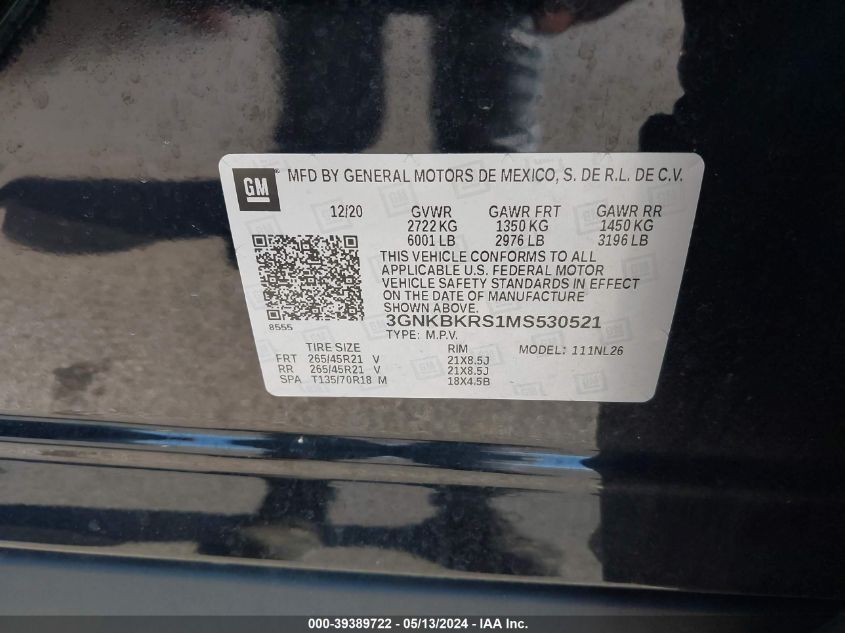 GM ® MFD BY GENERAL MOTORS DE MEXICO, S. DE R.L. DE C.V.
12/20 GVWR GAWR FRT GAWR RR
2722 KG 1350 KG 1450 KG
6001 LB 2976 LB 3196 LB
THIS VEHICLE CONFORMS TO ALL
APPLICABLE U.S. FEDERAL MOTOR
VEHICLE SAFETY STANDARDS IN EFFECT
ON THE DATE OF MANUFACTURE
SHOWN ABOVE.
8555 3GNKBKRS1MS530521
TYPE: M.P.V.
TIRE SIZE RIM MODEL: 111NL26
FRT 265/45R21 V 21X8.5J
RR 265/45R21 V 21X8.5J
SPA T135/70R18 M 18X4.5B
000-39389722 - 05/13/2024 - IAA Inc.